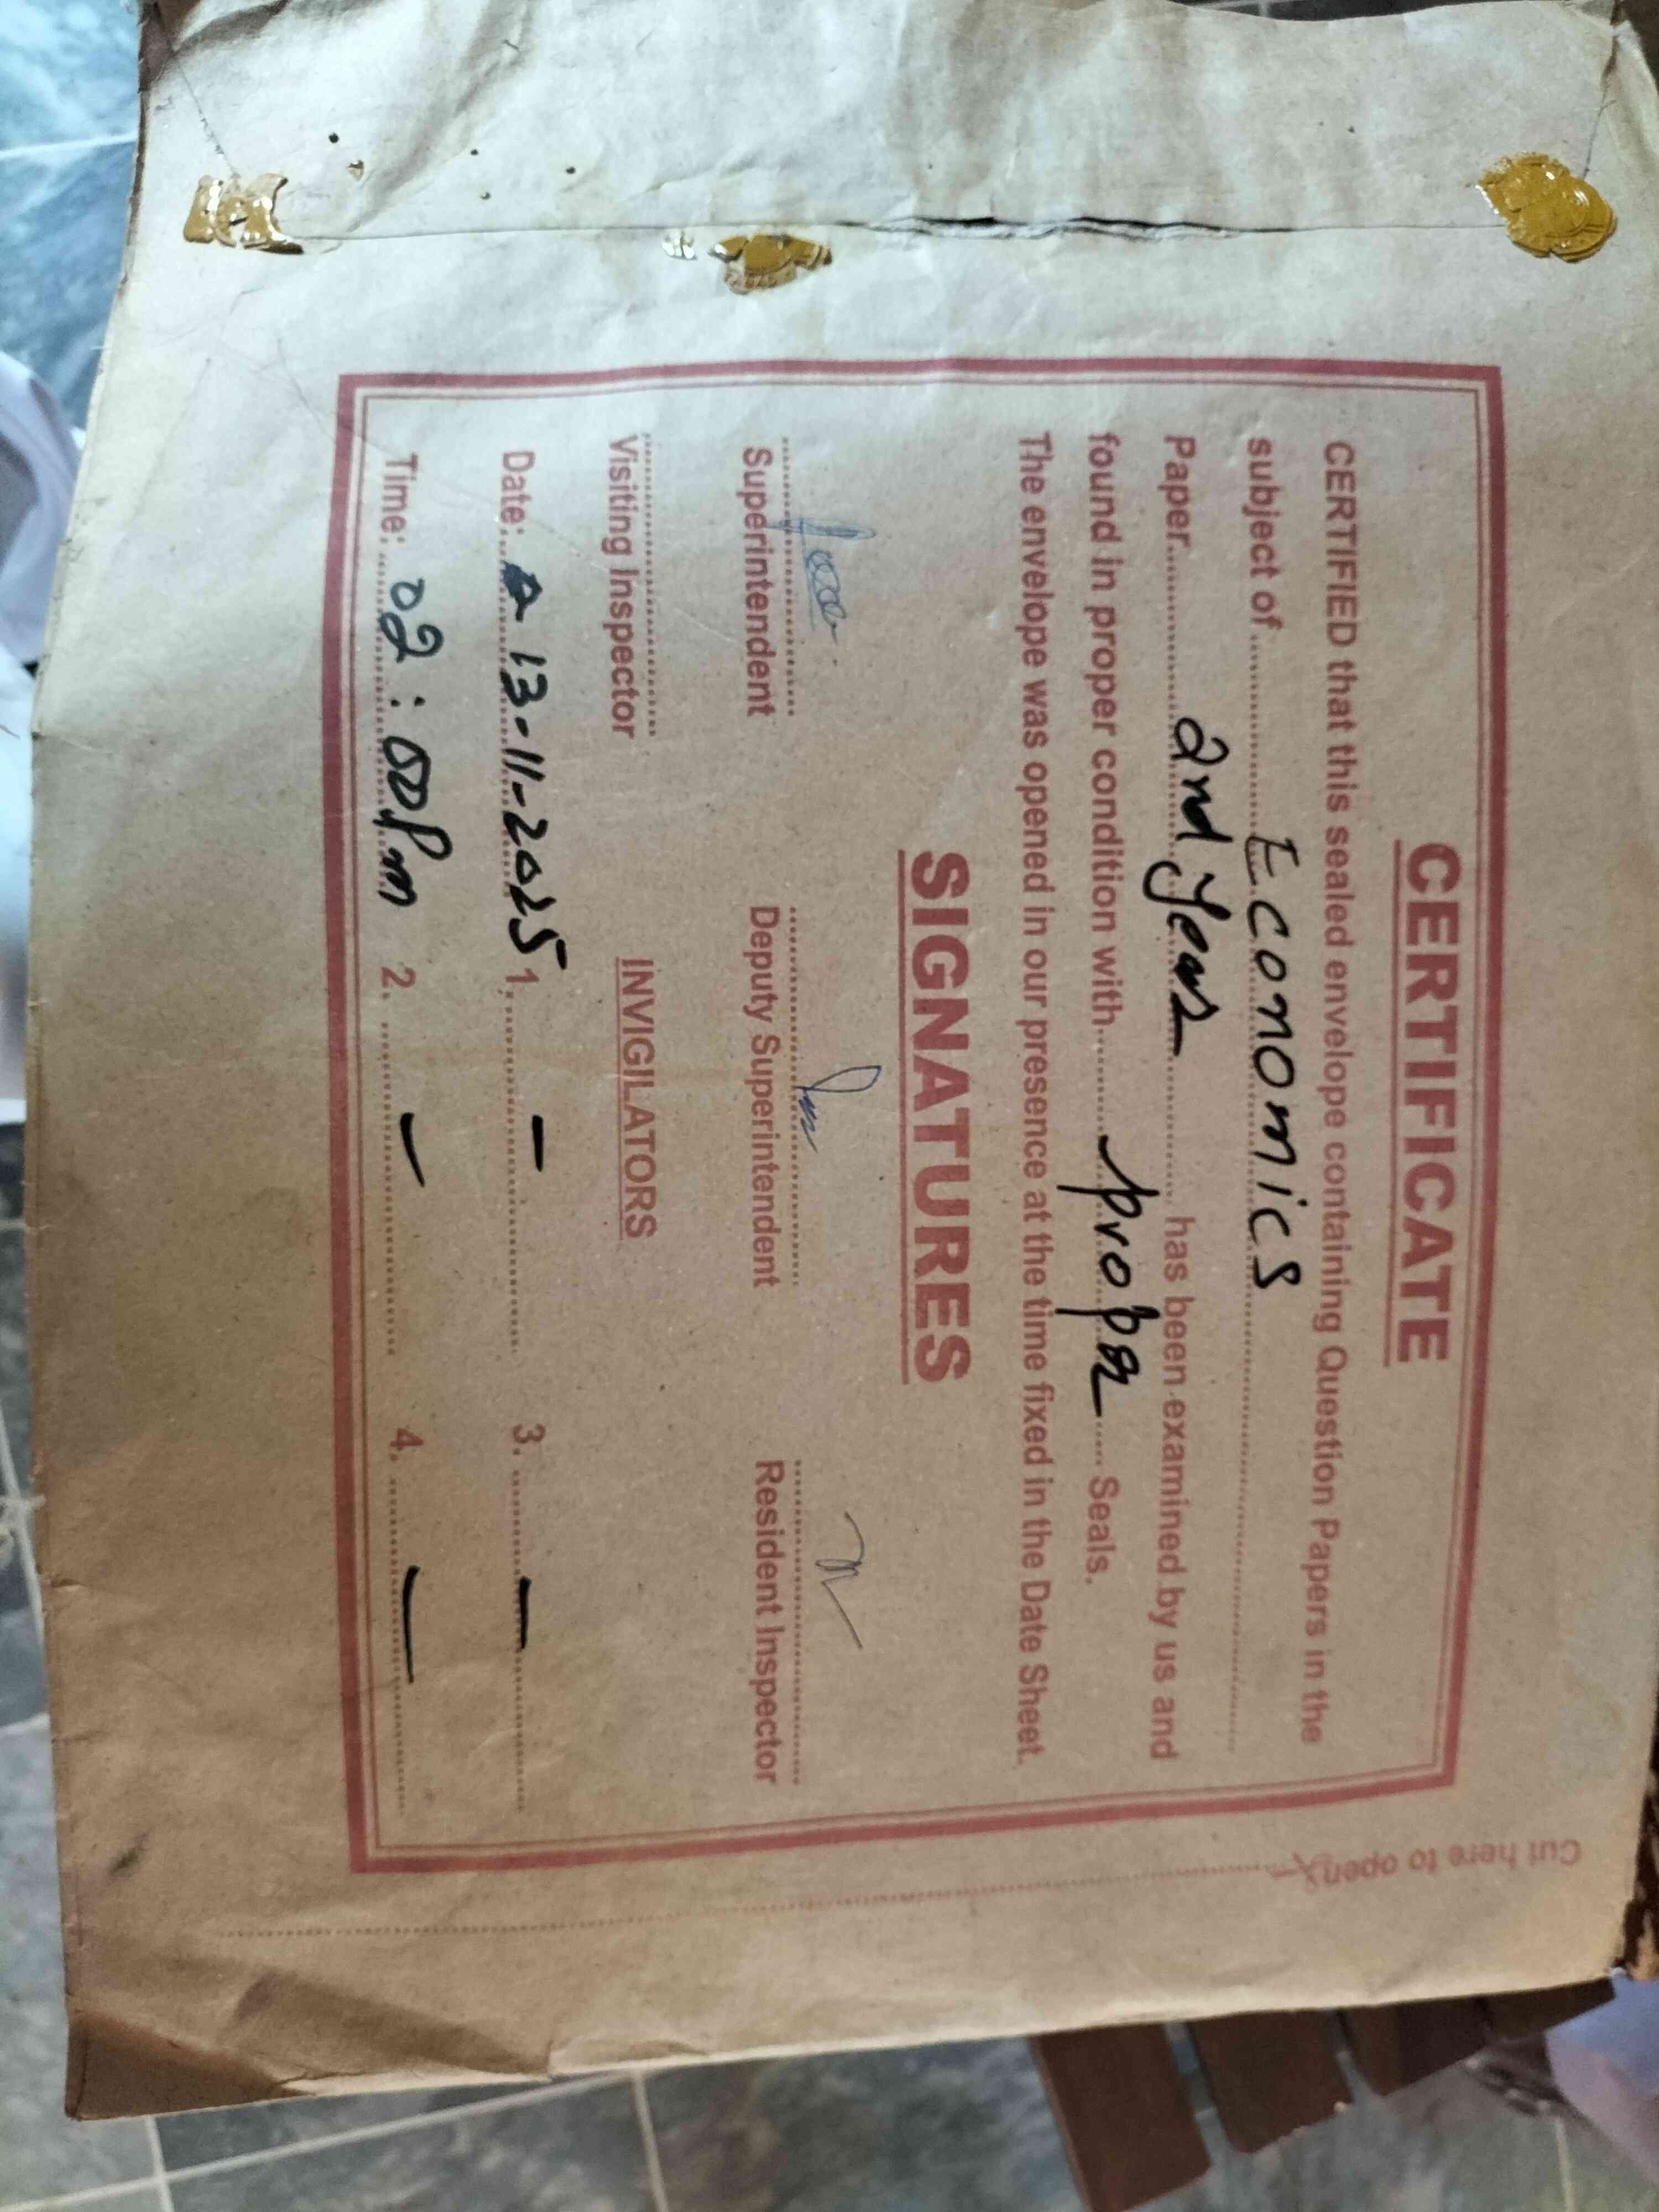 CERTIFICATE
CERTIFIED that this sealed envelope containing Question Papers in the
subject of Economics
Paper 2nd Year has been examined by us and
found in proper condition with proper Seals.
The envelope was opened in our presence at the time fixed in the Date Sheet.
SIGNATURES
Superintendent Deputy Superintendent Resident Inspector
Visiting Inspector INVIGILATORS
Date: 13-11-2025 1. — 3. —
Time: 02:00 Pm 2. — 4. —
Cut here to open